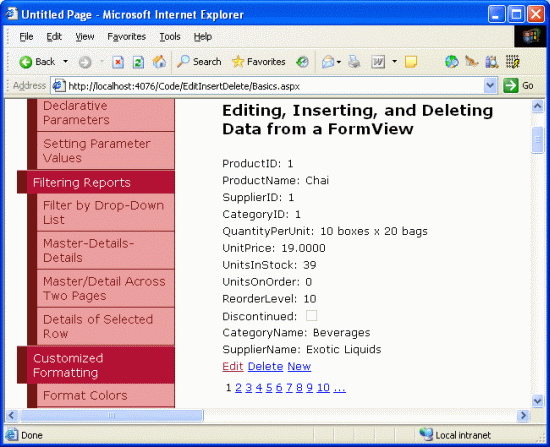 Untitled Page - Microsoft Internet Explorer
File Edit View Favorites Tools Help
Back Search Favorites
Address http://localhost:4076/Code/EditInsertDelete/Basics.aspx Go
Declarative
Parameters
Setting Parameter
Values
Filtering Reports
Filter by Drop-Down
List
Master-Details-
Details
Master/Detail Across
Two Pages
Details of Selected
Row
Customized
Formatting
Format Colors
Editing, Inserting, and Deleting
Data from a FormView
ProductID: 1
ProductName: Chai
SupplierID: 1
CategoryID: 1
QuantityPerUnit: 10 boxes x 20 bags
UnitPrice: 19.0000
UnitsInStock: 39
UnitsOnOrder: 0
ReorderLevel: 10
Discontinued:
CategoryName: Beverages
SupplierName: Exotic Liquids
Edit Delete New
1 2 3 4 5 6 7 8 9 10 ...
Done Local intranet